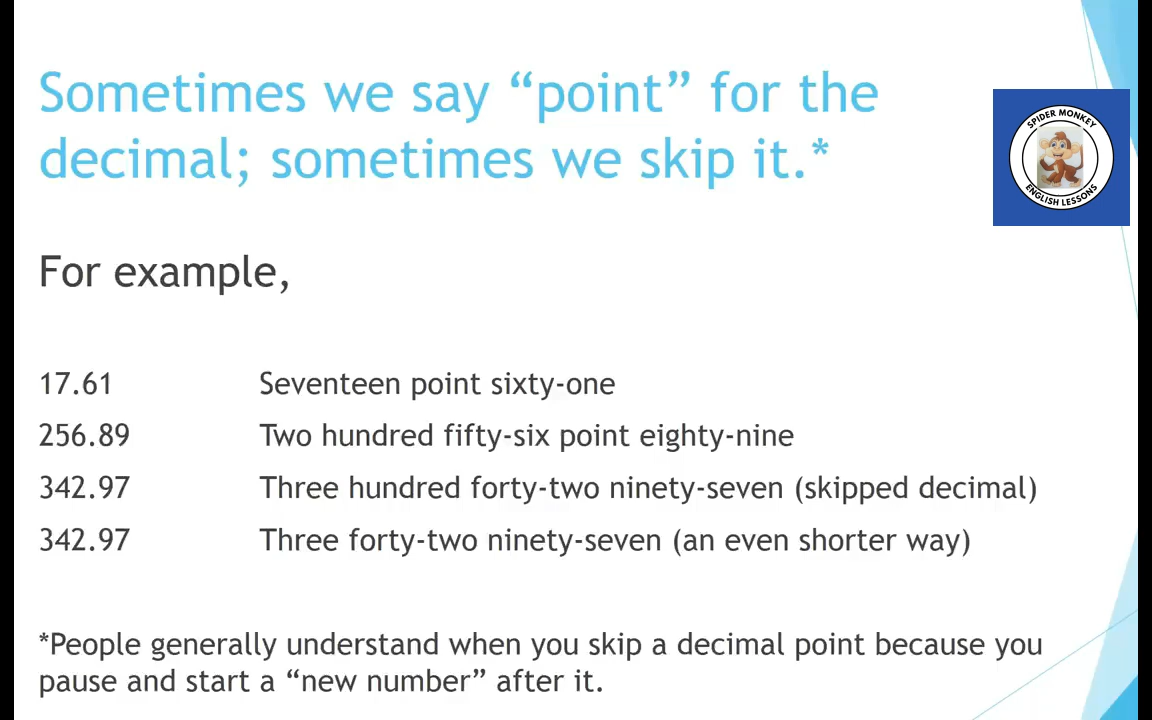 Sometimes we say “point” for the
decimal; sometimes we skip it.*
SPIDER MONKEY
ENGLISH LESSONS
For example,
17.61 Seventeen point sixty-one
256.89 Two hundred fifty-six point eighty-nine
342.97 Three hundred forty-two ninety-seven (skipped decimal)
342.97 Three forty-two ninety-seven (an even shorter way)
*People generally understand when you skip a decimal point because you
pause and start a “new number” after it.